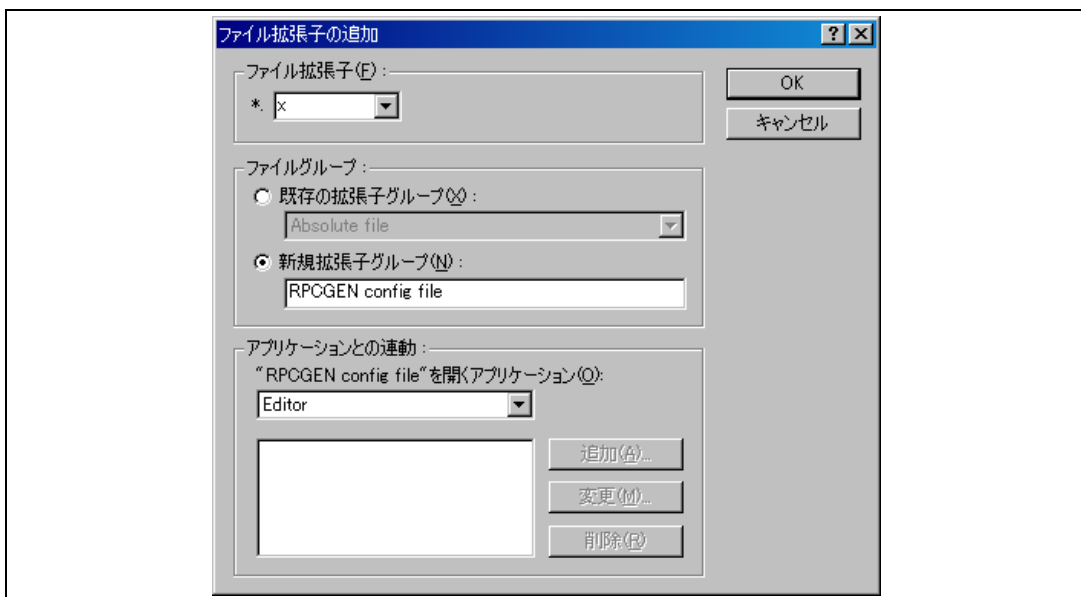 ファイル拡張子の追加
ファイル拡張子(F) :
*. x
OK
キャンセル
ファイルグループ :
既存の拡張子グループ(X) :
Absolute file
新規拡張子グループ(N) :
RPCGEN config file
アプリケーションとの連動 :
"RPCGEN config file"を開くアプリケーション(O):
Editor
追加(A)...
変更(M)...
削除(R)